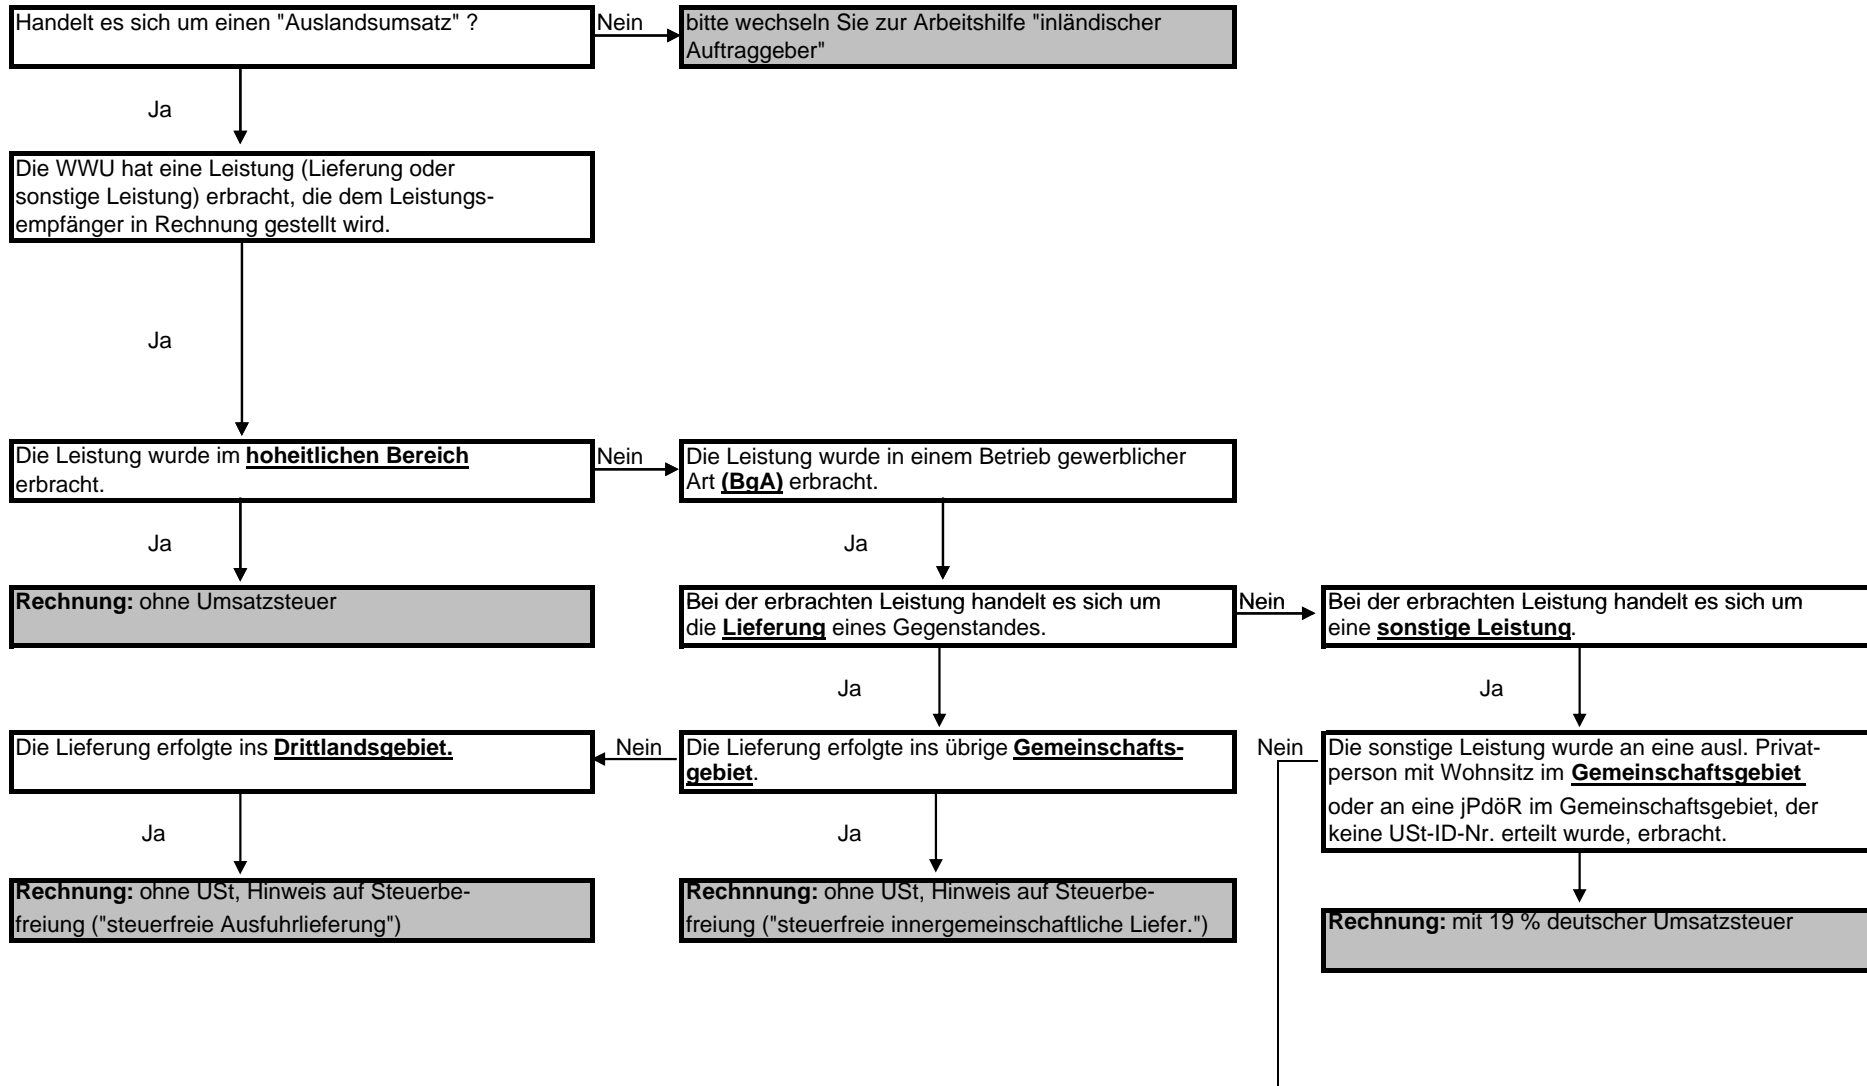 Handelt es sich um einen "Auslandsumsatz" ?
Nein
bitte wechseln Sie zur Arbeitshilfe "inländischer
Auftraggeber"
Ja
Die WWU hat eine Leistung (Lieferung oder
sonstige Leistung) erbracht, die dem Leistungs-
empfänger in Rechnung gestellt wird.
Ja
Die Leistung wurde im hoheitlichen Bereich
erbracht.
Nein
Die Leistung wurde in einem Betrieb gewerblicher
Art (BgA) erbracht.
Ja
Ja
Rechnung: ohne Umsatzsteuer
Bei der erbrachten Leistung handelt es sich um
die Lieferung eines Gegenstandes.
Nein
Bei der erbrachten Leistung handelt es sich um
eine sonstige Leistung.
Ja
Ja
Die Lieferung erfolgte ins Drittlandsgebiet.
Nein
Die Lieferung erfolgte ins übrige Gemeinschafts-
gebiet.
Nein
Die sonstige Leistung wurde an eine ausl. Privat-
person mit Wohnsitz im Gemeinschaftsgebiet
oder an eine jPdöR im Gemeinschaftsgebiet, der
keine USt-ID-Nr. erteilt wurde, erbracht.
Ja
Ja
Rechnung: ohne USt, Hinweis auf Steuerbe-
freiung ("steuerfreie Ausfuhrlieferung")
Rechnnung: ohne USt, Hinweis auf Steuerbe-
freiung ("steuerfreie innergemeinschaftliche Liefer.")
Rechnung: mit 19 % deutscher Umsatzsteuer